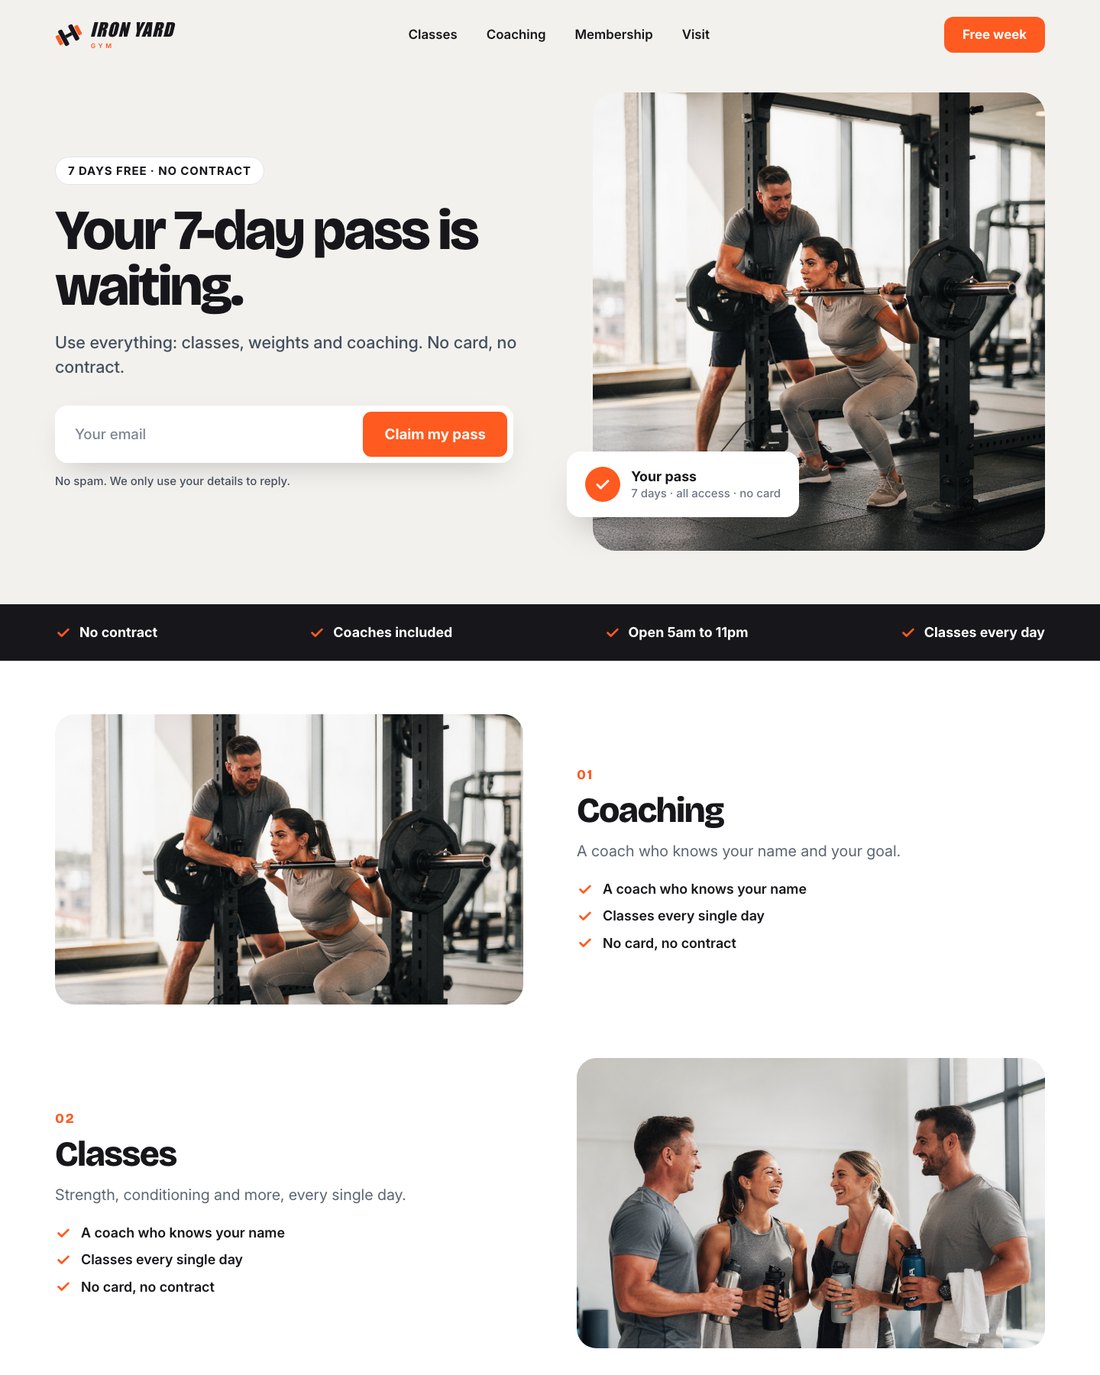 IRON YARD
GYM
Classes
Coaching
Membership
Visit
Free week
7 DAYS FREE · NO CONTRACT
Your 7-day pass is
waiting.
Use everything: classes, weights and coaching. No card, no
contract.
Your email
Claim my pass
No spam. We only use your details to reply.
Your pass
7 days · all access · no card
No contract
Coaches included
Open 5am to 11pm
Classes every day
01
Coaching
A coach who knows your name and your goal.
A coach who knows your name
Classes every single day
No card, no contract
02
Classes
Strength, conditioning and more, every single day.
A coach who knows your name
Classes every single day
No card, no contract